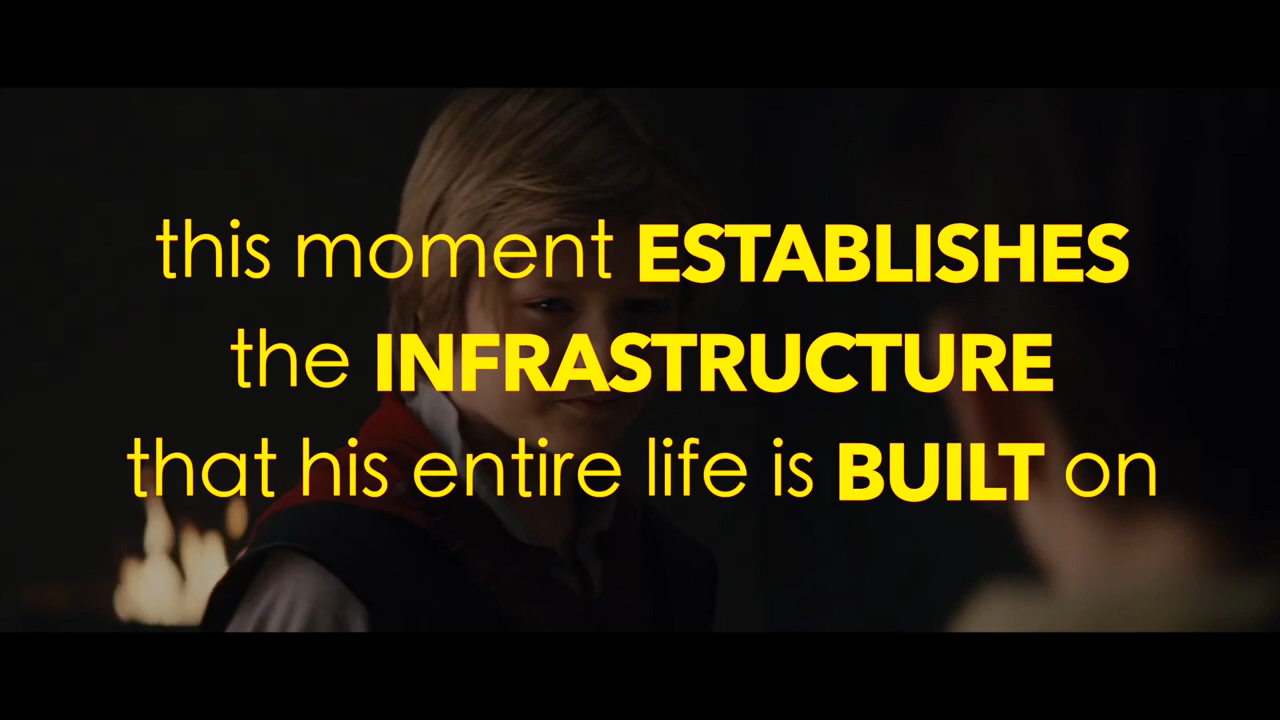 this moment ESTABLISHES
the INFRASTRUCTURE
that his entire life is BUILT on